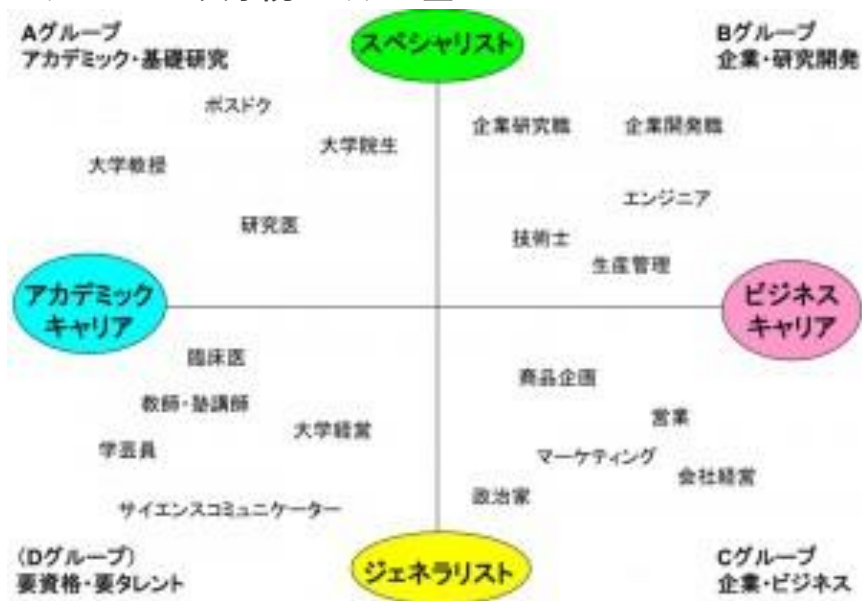 Aグループ
アカデミック・基礎研究
スペシャリスト
Bグループ
企業・研究開発
ポスドク
大学院生
大学教授
研究医
企業研究職
企業開発職
エンジニア
技術士
生産管理
アカデミック
キャリア
ビジネス
キャリア
臨床医
教師・塾講師
大学経営
学芸員
サイエンスコミュニケーター
商品企画
営業
マーケティング
会社経営
政治家
(Dグループ)
要資格・要タレント
ジェネラリスト
Cグループ
企業・ビジネス